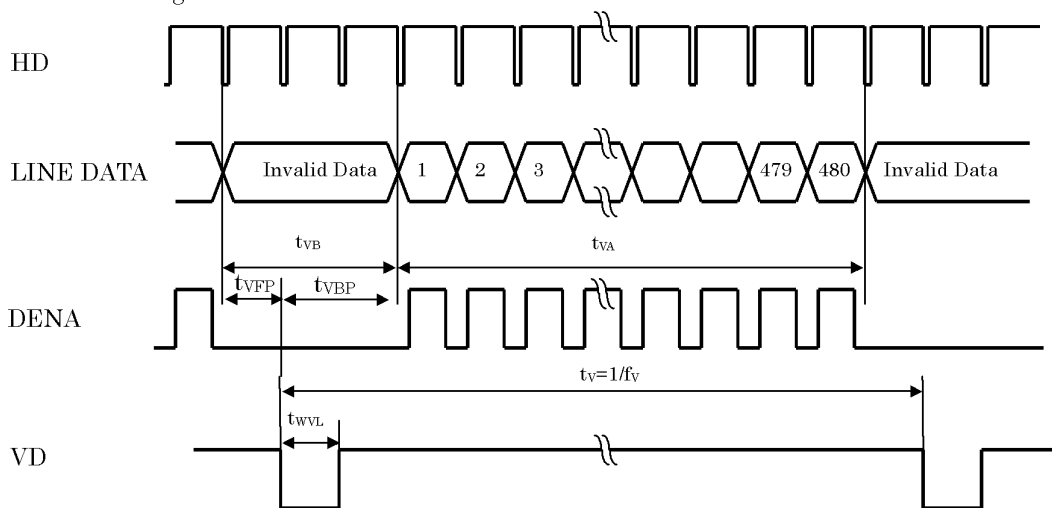 HD
LINE DATA
Invalid Data
1
2
3
479
480
Invalid Data
tVB
tVA
tVFP
tVBP
DENA
tV=1/fV
tWVL
VD